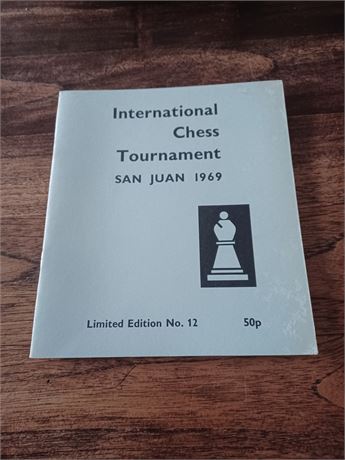 International
Chess
Tournament
SAN JUAN 1969
Limited Edition No. 12 50p